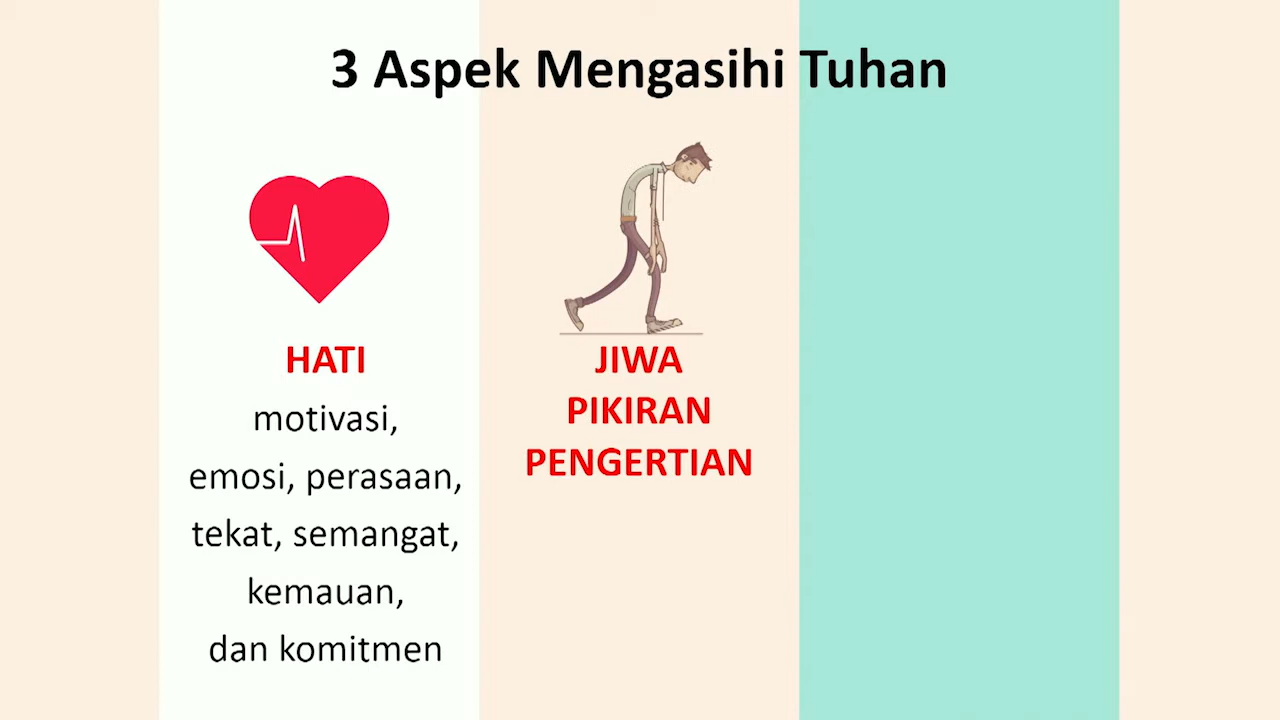 3 Aspek Mengasihi Tuhan
HATI
motivasi,
emosi, perasaan,
tekat, semangat,
kemauan,
dan komitmen
JIWA
PIKIRAN
PENGERTIAN